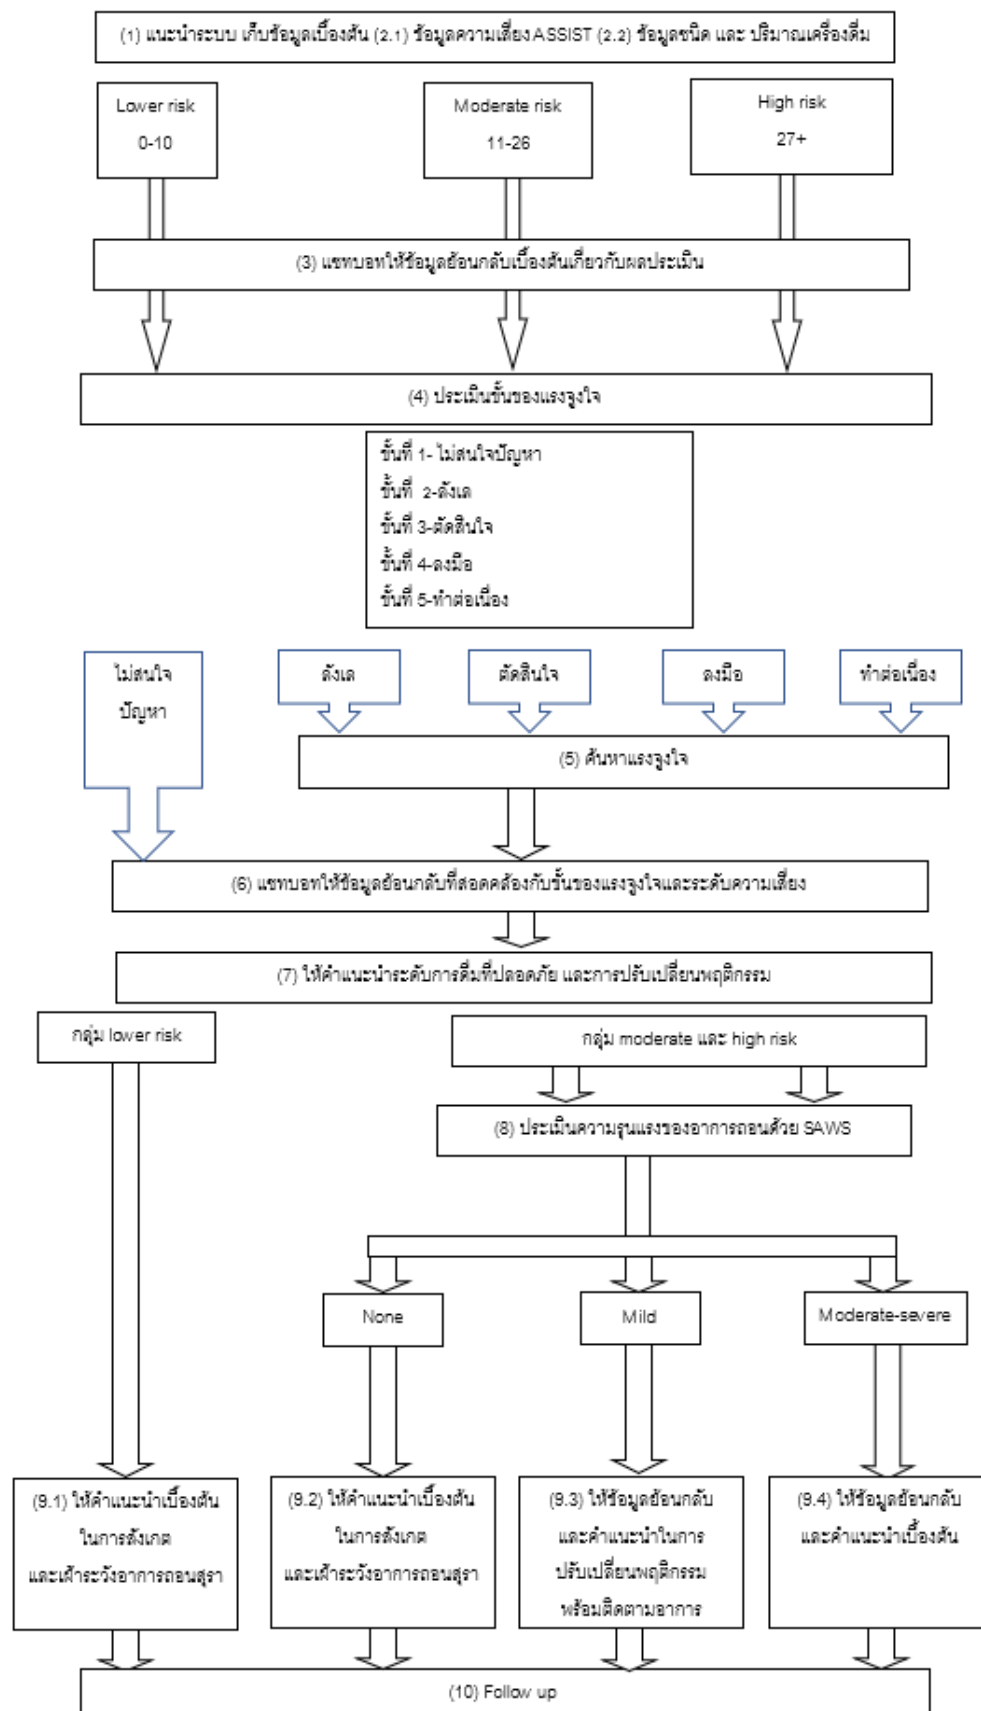 (1) แนะนำระบบ เก็บข้อมูลเบื้องต้น (2.1) ข้อมูลความเสี่ยง ASSIST (2.2) ข้อมูลชนิด และ ปริมาณเครื่องดื่ม
Lower risk
0-10
Moderate risk
11-26
High risk
27+
(3) แชทบอทให้ข้อมูลย้อนกลับเบื้องต้นเกี่ยวกับผลประเมิน
(4) ประเมินขั้นของแรงจูงใจ
ขั้นที่ 1- ไม่สนใจปัญหา
ขั้นที่ 2-ลังเล
ขั้นที่ 3-ตัดสินใจ
ขั้นที่ 4-ลงมือ
ขั้นที่ 5-ทำต่อเนื่อง
ไม่สนใจ
ปัญหา
ลังเล
ตัดสินใจ
ลงมือ
ทำต่อเนื่อง
(5) ค้นหาแรงจูงใจ
(6) แชทบอทให้ข้อมูลย้อนกลับที่สอดคล้องกับขั้นของแรงจูงใจและระดับความเสี่ยง
(7) ให้คำแนะนำระดับการดื่มที่ปลอดภัย และการปรับเปลี่ยนพฤติกรรม
กลุ่ม lower risk
กลุ่ม moderate และ high risk
(8) ประเมินความรุนแรงของอาการถอนด้วย SAWS
None
Mild
Moderate-severe
(9.1) ให้คำแนะนำเบื้องต้น
ในการสังเกต
และเฝ้าระวังอาการถอนสุรา
(9.2) ให้คำแนะนำเบื้องต้น
ในการสังเกต
และเฝ้าระวังอาการถอนสุรา
(9.3) ให้ข้อมูลย้อนกลับ
และคำแนะนำในการ
ปรับเปลี่ยนพฤติกรรม
พร้อมติดตามอาการ
(9.4) ให้ข้อมูลย้อนกลับ
และคำแนะนำเบื้องต้น
(10) Follow up